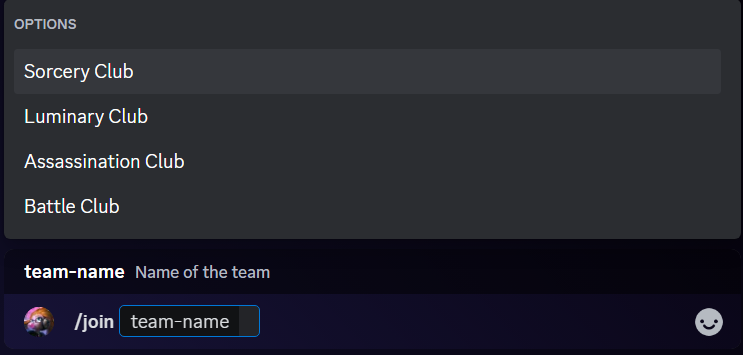 OPTIONS
Sorcery Club
Luminary Club
Assassination Club
Battle Club
team-name Name of the team
/join team-name